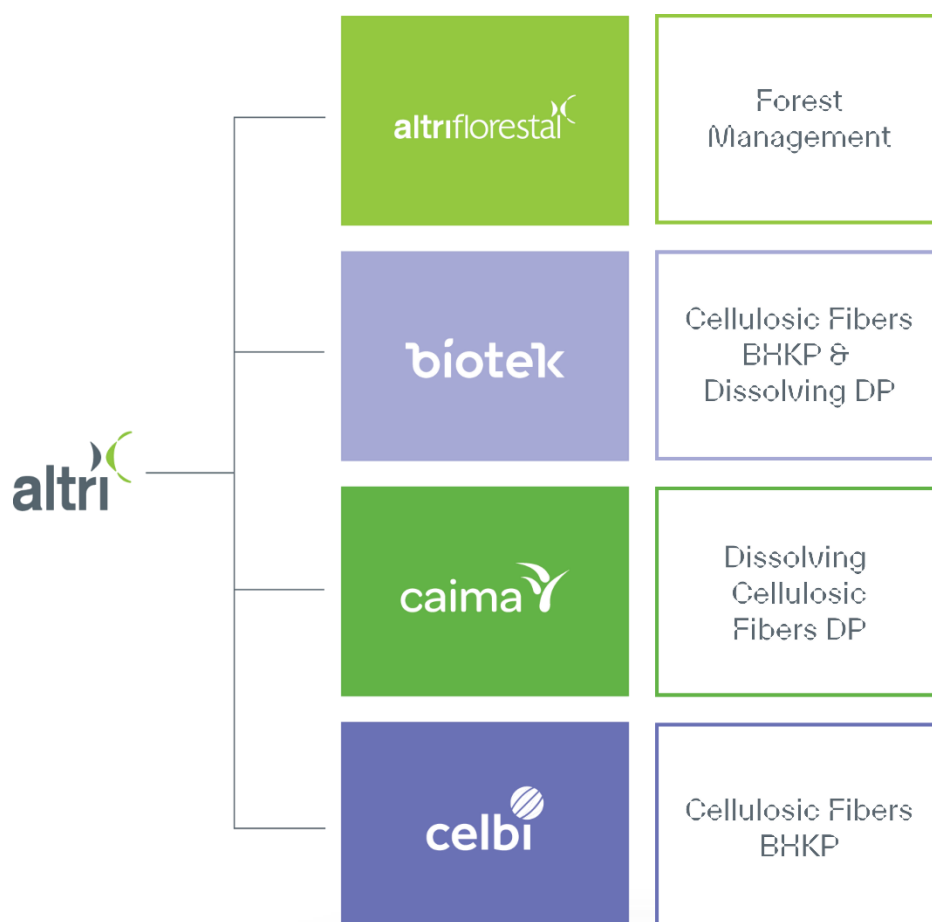 altri
altriflorestal
Forest
Management
biotek
Cellulosic Fibers
BHKP &
Dissolving DP
caima
Dissolving
Cellulosic
Fibers DP
celbi
Cellulosic Fibers
BHKP